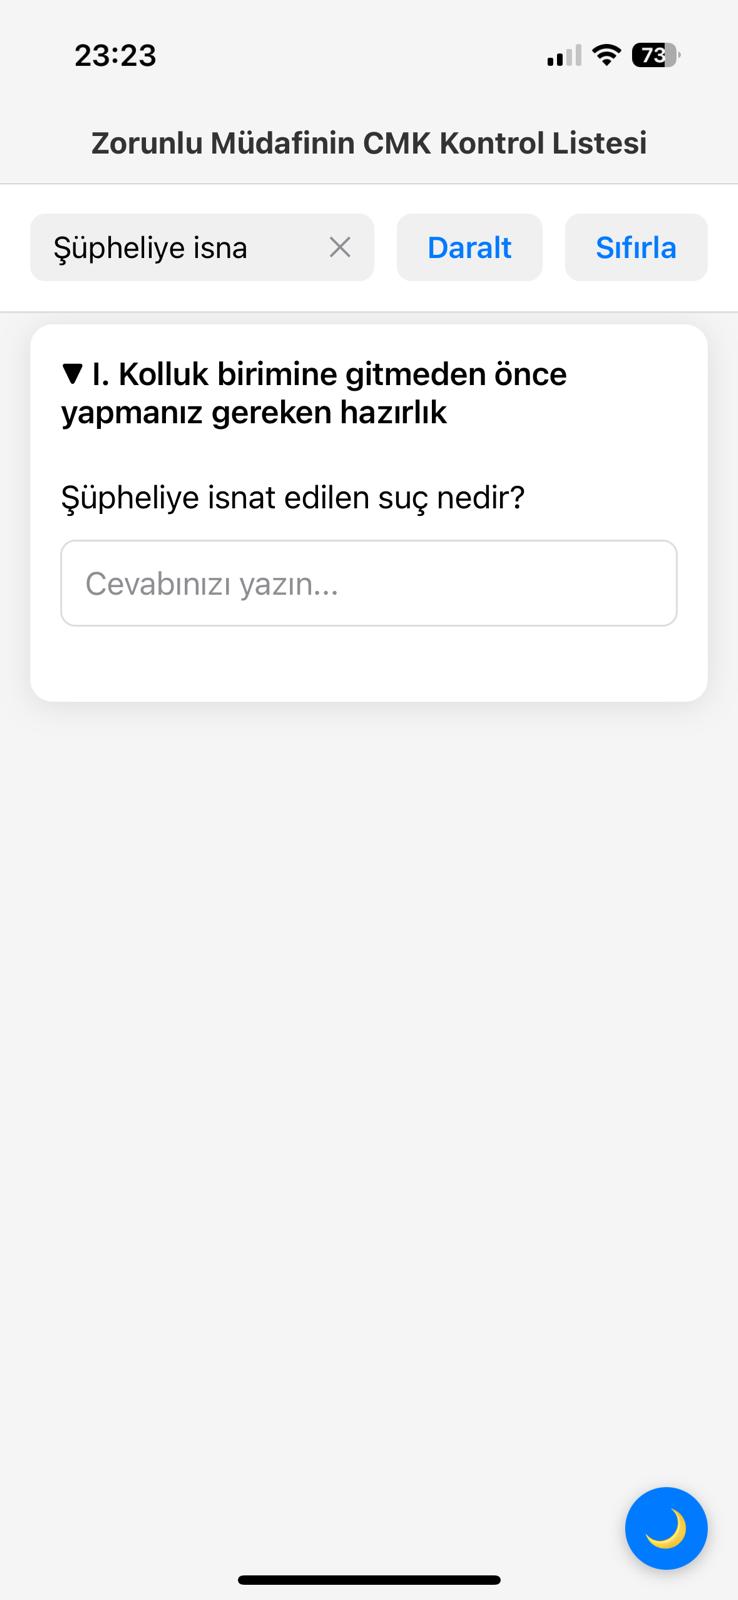 23:23
73
Zorunlu Müdafinin CMK Kontrol Listesi
Şüpheliye isna
Daralt
Sıfırla
▼ I. Kolluk birimine gitmeden önce
yapmanız gereken hazırlık
Şüpheliye isnat edilen suç nedir?
Cevabınızı yazın...